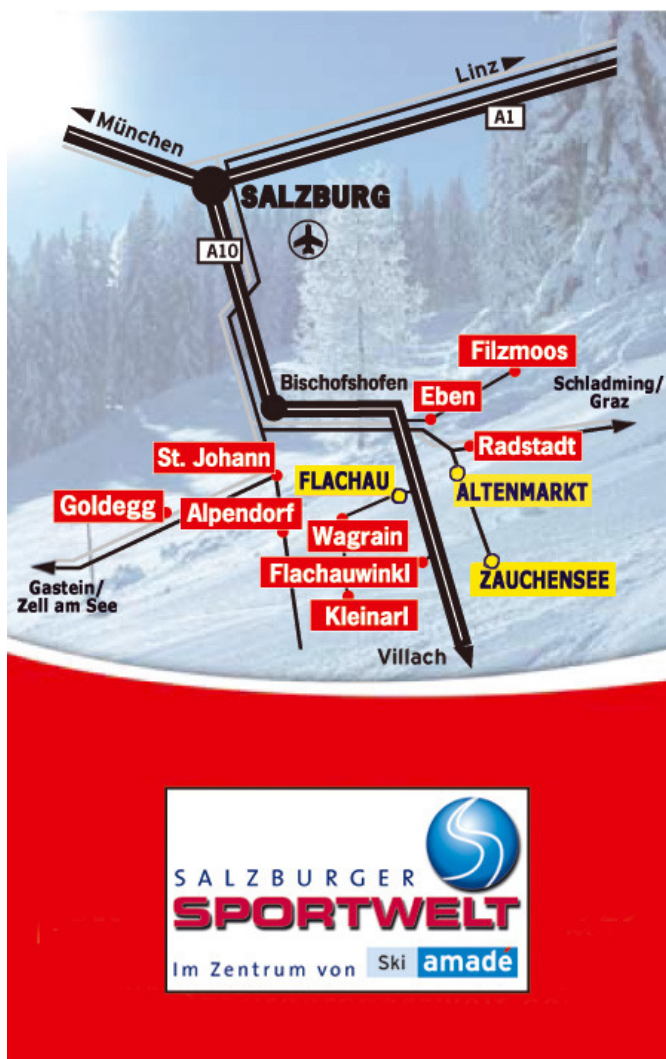 Linz
München
A1
SALZBURG
A10
Filzmoos
Bischofshofen
Eben
Schladming/
Graz
Radstadt
St. Johann
FLACHAU
ALTENMARKT
Goldegg
Alpendorf
Wagrain
Flachauwinkl
ZAUCHENSEE
Gastein/
Zell am See
Kleinarl
Villach
SALZBURGER
SPORTWELT
Im Zentrum von Ski amadé